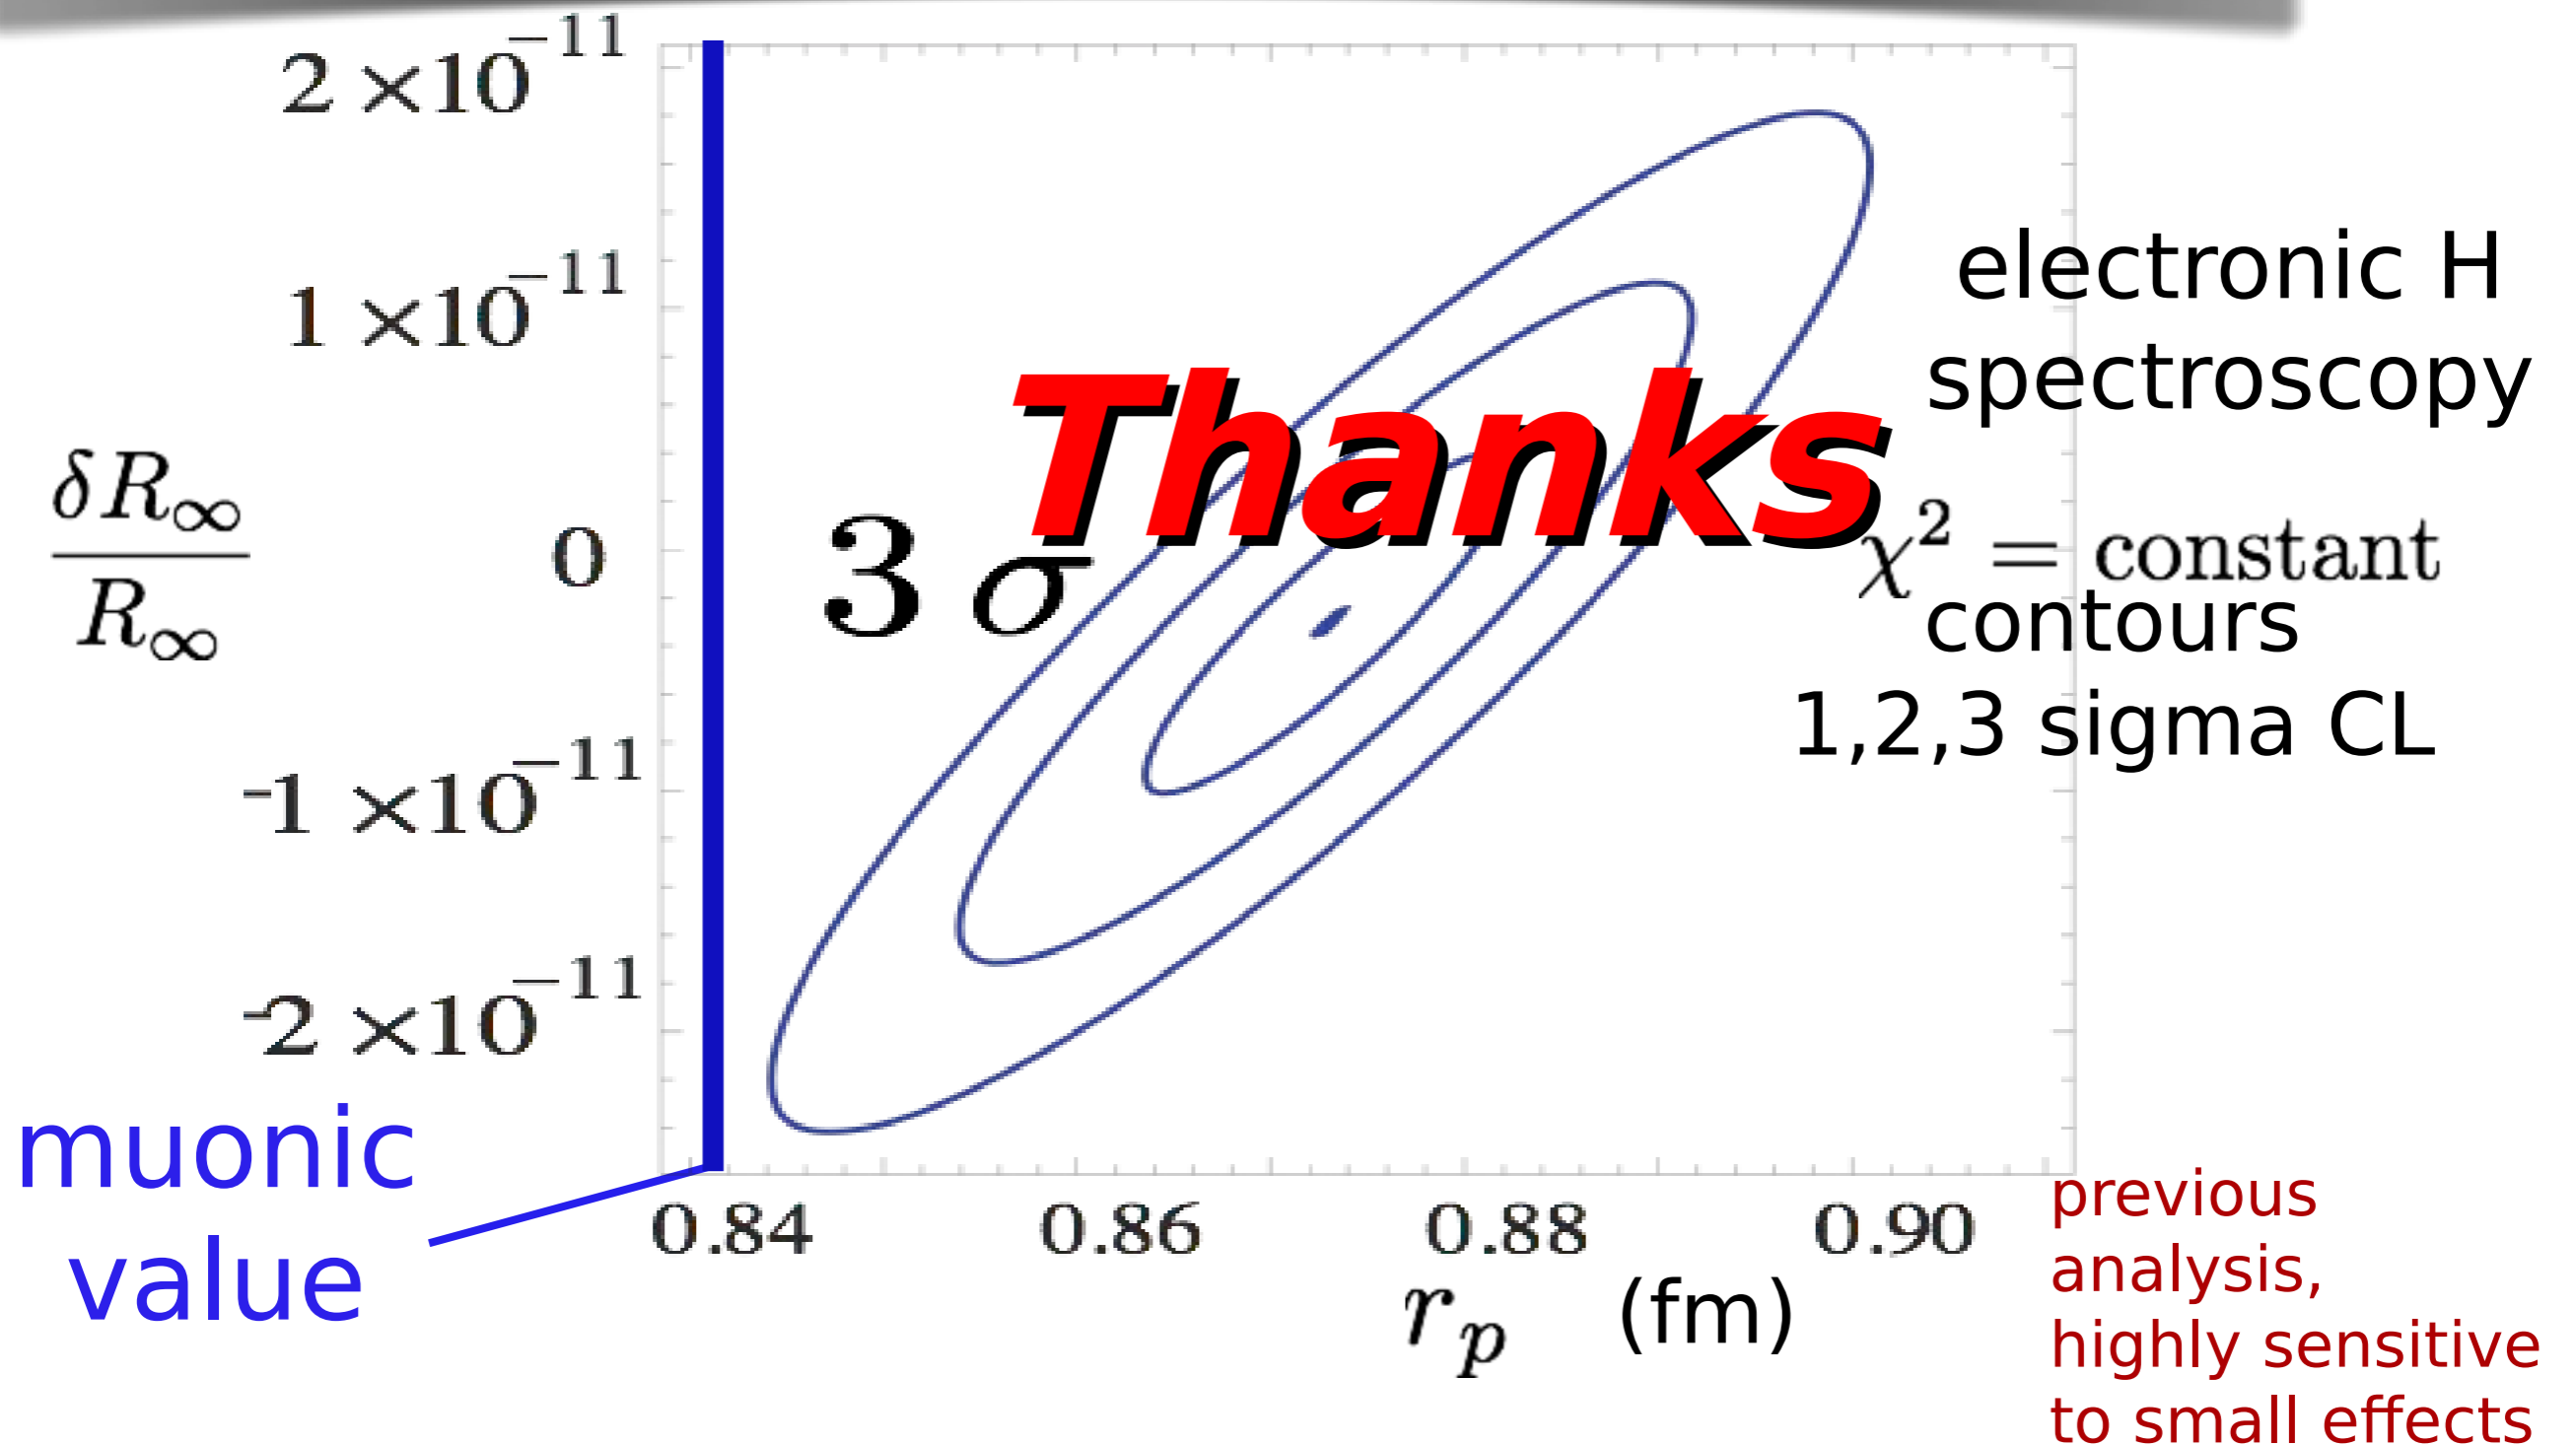 2 ×10⁻¹¹
1 ×10⁻¹¹
0
-1 ×10⁻¹¹
-2 ×10⁻¹¹
δR∞
R∞
3 σ
Thanks
electronic H
spectroscopy
χ² = constant
contours
1,2,3 sigma CL
muonic
value
0.84 0.86 0.88 0.90
rₚ (fm)
previous
analysis,
highly sensitive
to small effects